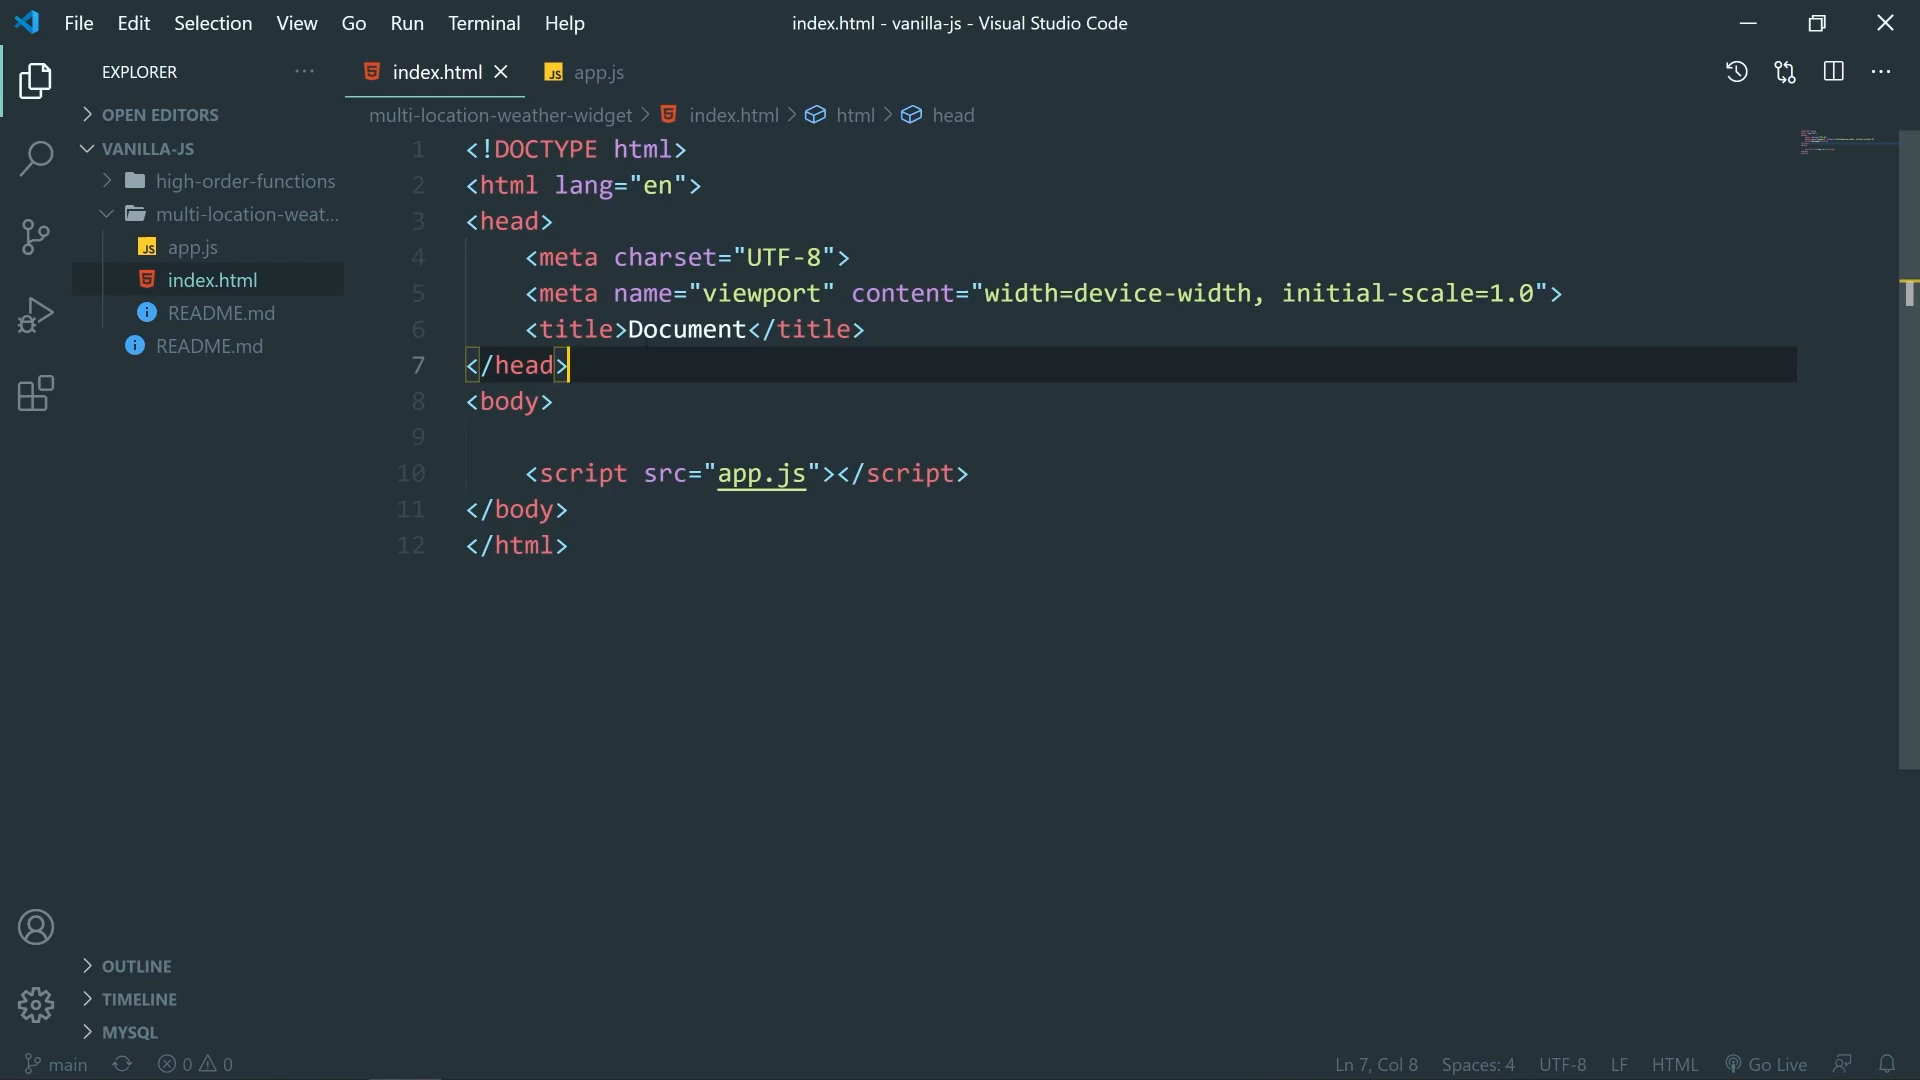 File Edit Selection View Go Run Terminal Help
index.html - vanilla-js - Visual Studio Code
EXPLORER
index.html
app.js
OPEN EDITORS
VANILLA-JS
high-order-functions
multi-location-weat...
JS app.js
index.html
README.md
README.md
multi-location-weather-widget > index.html > html > head
1 <!DOCTYPE html>
2 <html lang="en">
3 <head>
4     <meta charset="UTF-8">
5     <meta name="viewport" content="width=device-width, initial-scale=1.0">
6     <title>Document</title>
7 </head>
8 <body>
9
10     <script src="app.js"></script>
11 </body>
12 </html>
OUTLINE
TIMELINE
MYSQL
main 0 0
Ln 7, Col 8 Spaces: 4 UTF-8 LF HTML Go Live